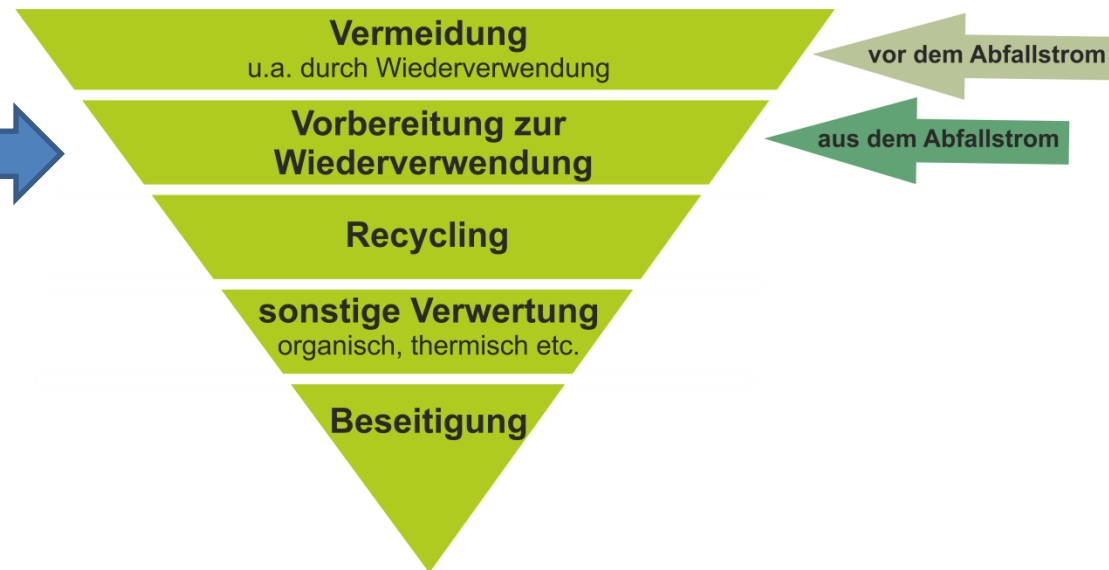 Vermeidung
u.a. durch Wiederverwendung
vor dem Abfallstrom
Vorbereitung zur
Wiederverwendung
aus dem Abfallstrom
Recycling
sonstige Verwertung
organisch, thermisch etc.
Beseitigung